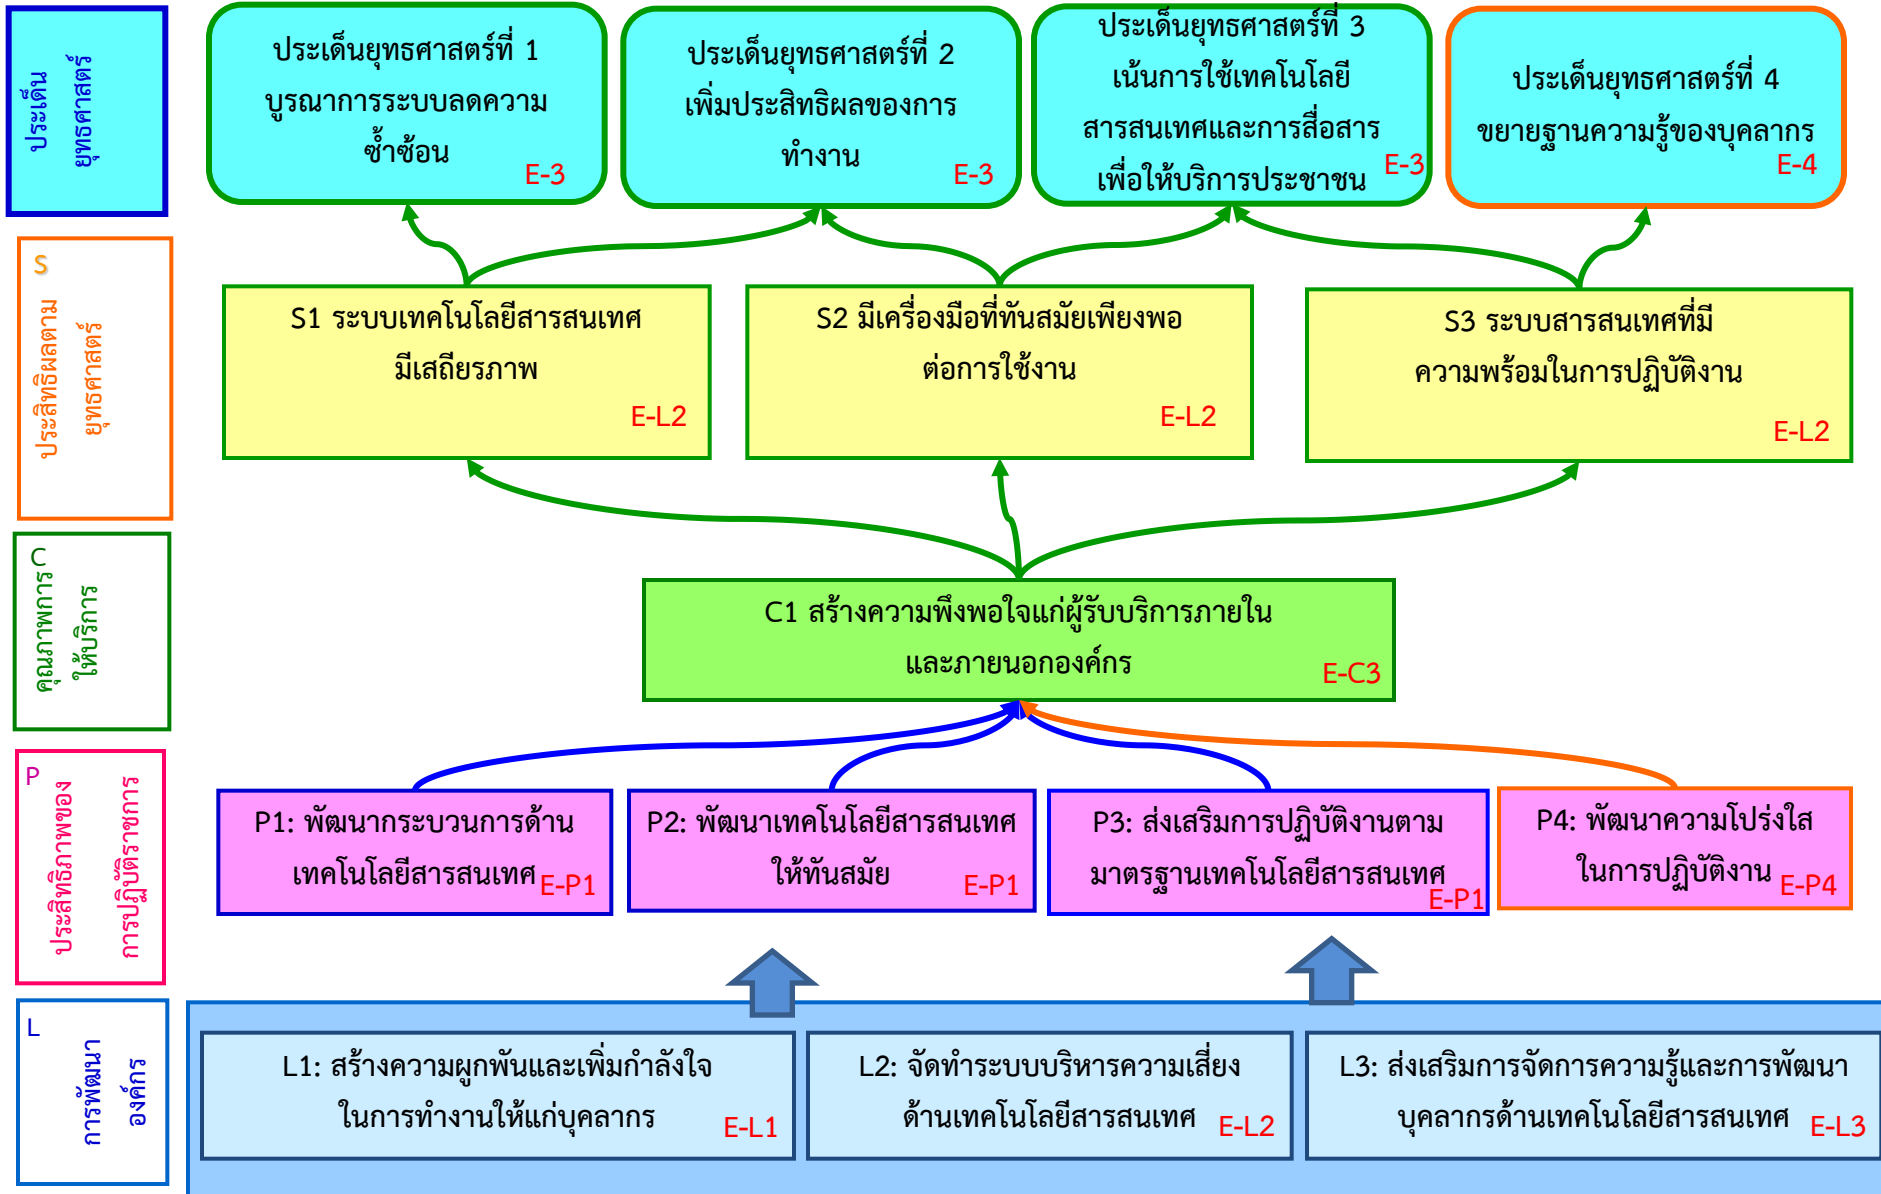 ประเด็น
ยุทธศาสตร์
ประเด็นยุทธศาสตร์ที่ 1
บูรณาการระบบลดความ
ซ้ำซ้อน
E-3
ประเด็นยุทธศาสตร์ที่ 2
เพิ่มประสิทธิผลของการ
ทำงาน
E-3
ประเด็นยุทธศาสตร์ที่ 3
เน้นการใช้เทคโนโลยี
สารสนเทศและการสื่อสาร
เพื่อให้บริการประชาชน
E-3
ประเด็นยุทธศาสตร์ที่ 4
ขยายฐานความรู้ของบุคลากร
E-4
S
ประสิทธิผลตาม
ยุทธศาสตร์
S1 ระบบเทคโนโลยีสารสนเทศ
มีเสถียรภาพ
E-L2
S2 มีเครื่องมือที่ทันสมัยเพียงพอ
ต่อการใช้งาน
E-L2
S3 ระบบสารสนเทศที่มี
ความพร้อมในการปฏิบัติงาน
E-L2
C
คุณภาพการ
ให้บริการ
C1 สร้างความพึงพอใจแก่ผู้รับบริการภายใน
และภายนอกองค์กร
E-C3
P
ประสิทธิภาพของ
การปฏิบัติราชการ
P1: พัฒนากระบวนการด้าน
เทคโนโลยีสารสนเทศ
E-P1
P2: พัฒนาเทคโนโลยีสารสนเทศ
ให้ทันสมัย
E-P1
P3: ส่งเสริมการปฏิบัติงานตาม
มาตรฐานเทคโนโลยีสารสนเทศ
E-P1
P4: พัฒนาความโปร่งใส
ในการปฏิบัติงาน
E-P4
L
การพัฒนา
องค์กร
L1: สร้างความผูกพันและเพิ่มกำลังใจ
ในการทำงานให้แก่บุคลากร
E-L1
L2: จัดทำระบบบริหารความเสี่ยง
ด้านเทคโนโลยีสารสนเทศ
E-L2
L3: ส่งเสริมการจัดการความรู้และการพัฒนา
บุคลากรด้านเทคโนโลยีสารสนเทศ
E-L3